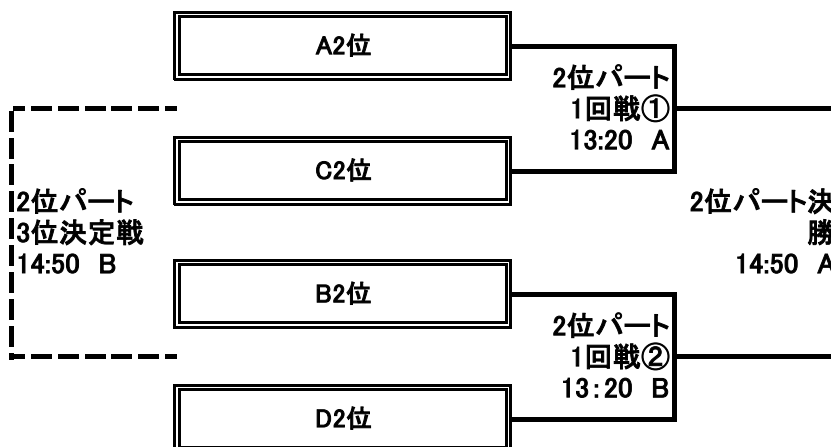 A2位
2位パート
1回戦①
13:20 A
C2位
2位パート
3位決定戦
14:50 B
2位パート決
勝
14:50 A
B2位
2位パート
1回戦②
13:20 B
D2位